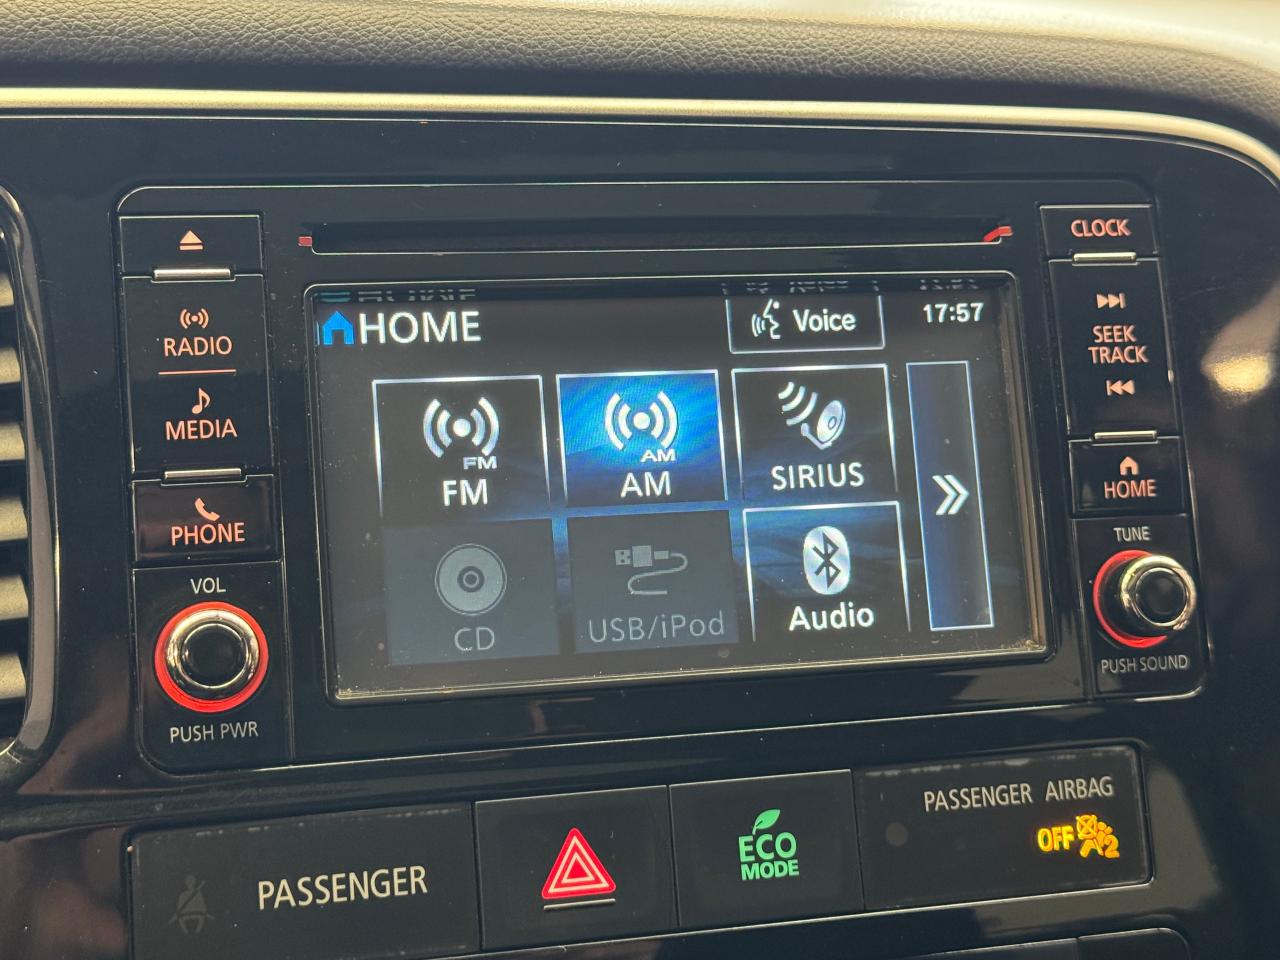 CLOCK
RADIO
MEDIA
PHONE
VOL
PUSH PWR
HOME
Voice
17:57
FM
FM
AM
AM
SIRIUS
CD
USB/iPod
Audio
SEEK
TRACK
HOME
TUNE
PUSH SOUND
PASSENGER
ECO
MODE
PASSENGER AIRBAG
OFF 2